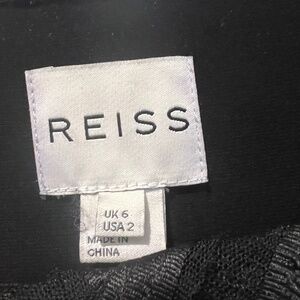 REISS
UK 6
USA 2
MADE IN
CHINA